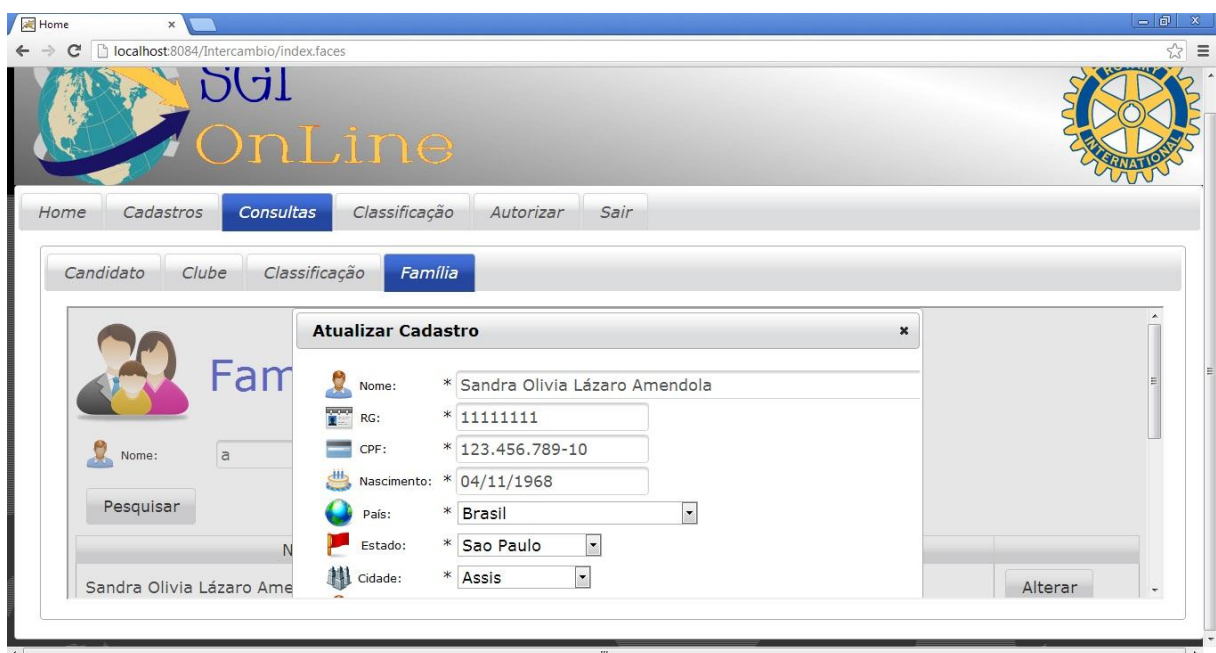 Home
localhost:8084/Intercambio/index.faces
SGI
OnLine
ROTARY
INTERNATIONAL
Home Cadastros Consultas Classificação Autorizar Sair
Candidato Clube Classificação Família
Atualizar Cadastro
Fam
Nome: * Sandra Olivia Lázaro Amendola
RG: * 11111111
CPF: * 123.456.789-10
Nome: a
Nascimento: * 04/11/1968
Pesquisar
País: * Brasil
Estado: * Sao Paulo
N
Cidade: * Assis
Sandra Olivia Lázaro Ame
Alterar